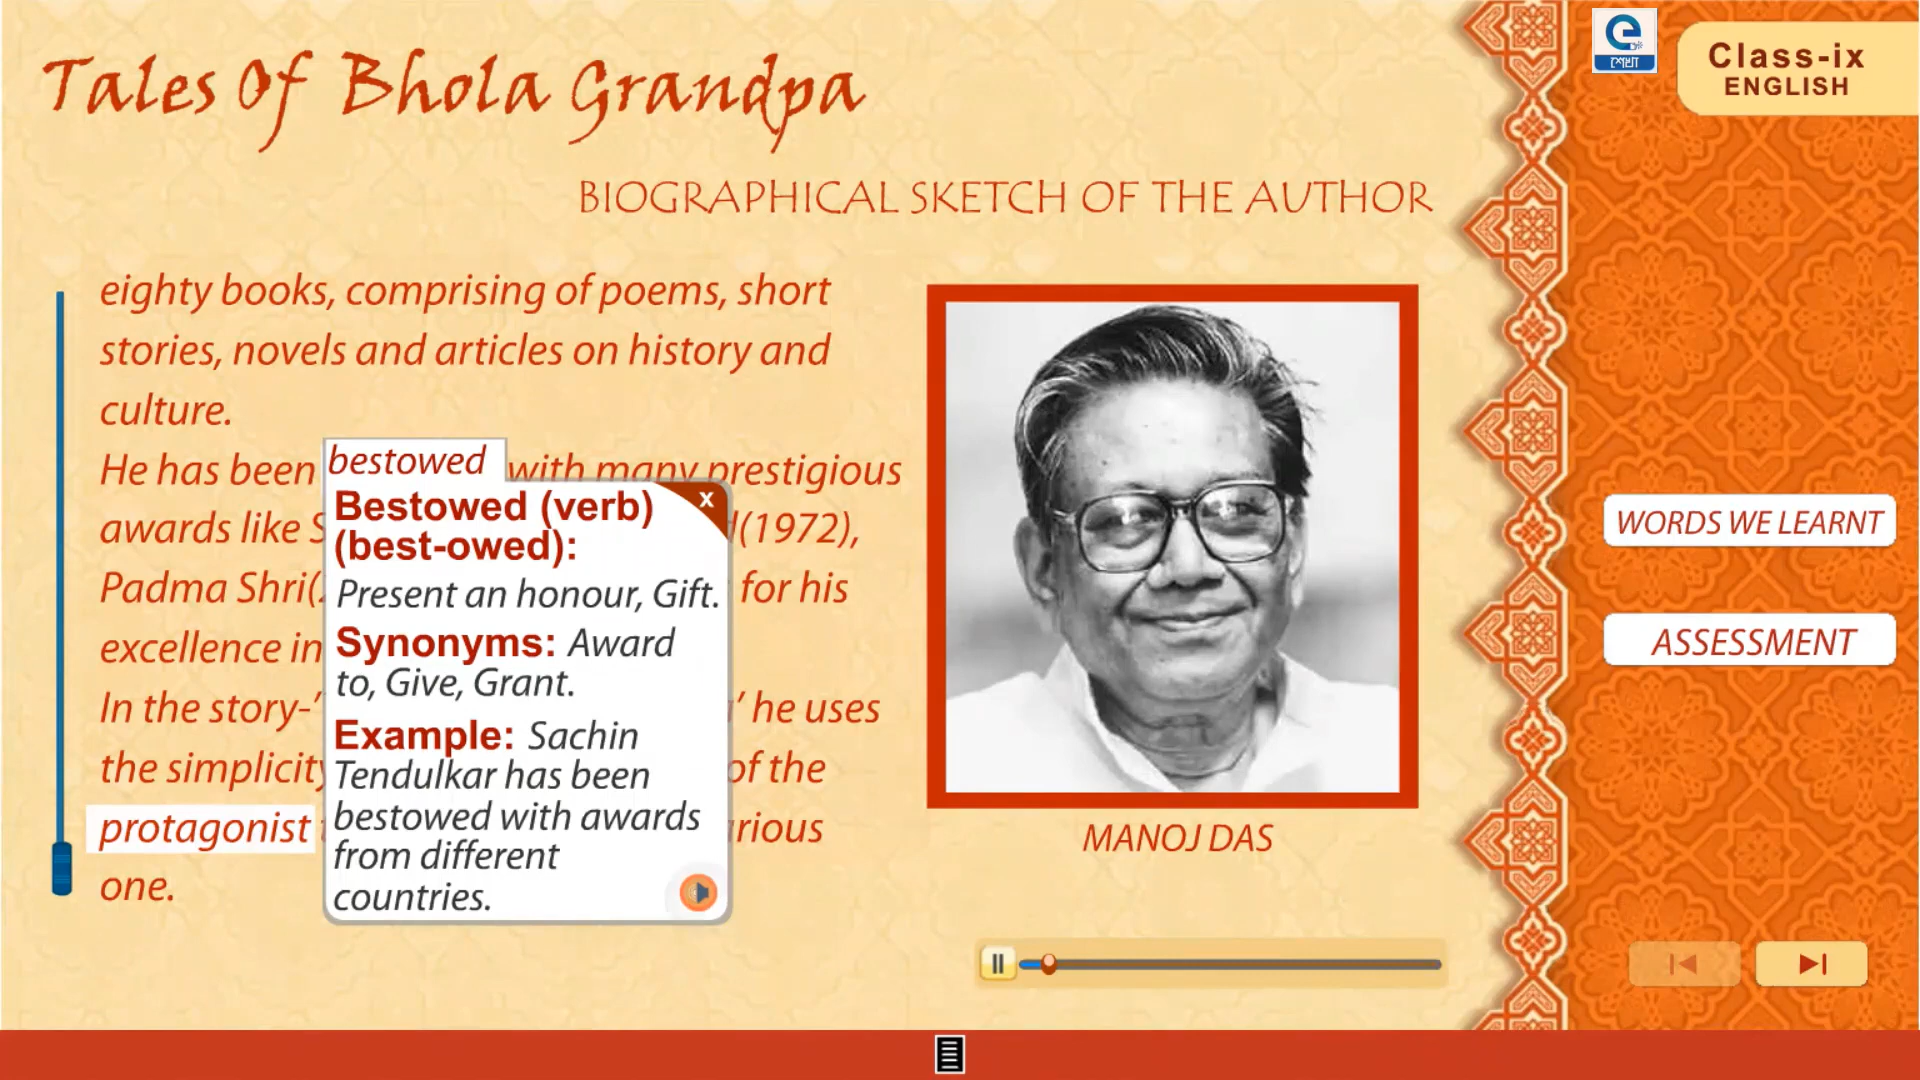 Tales Of Bhola Grandpa
e
Class-ix
ENGLISH
BIOGRAPHICAL SKETCH OF THE AUTHOR
eighty books, comprising of poems, short
stories, novels and articles on history and
culture.
He has been bestowed with many prestigious
awards like S (1972),
Padma Shri( for his
excellence in
In the story-' ' he uses
the simplicity of the
protagonist
one.
bestowed
x
Bestowed (verb)
(best-owed):
Present an honour, Gift.
Synonyms: Award
to, Give, Grant.
Example: Sachin
Tendulkar has been
bestowed with awards
from different
countries.
MANOJ DAS
WORDS WE LEARNT
ASSESSMENT